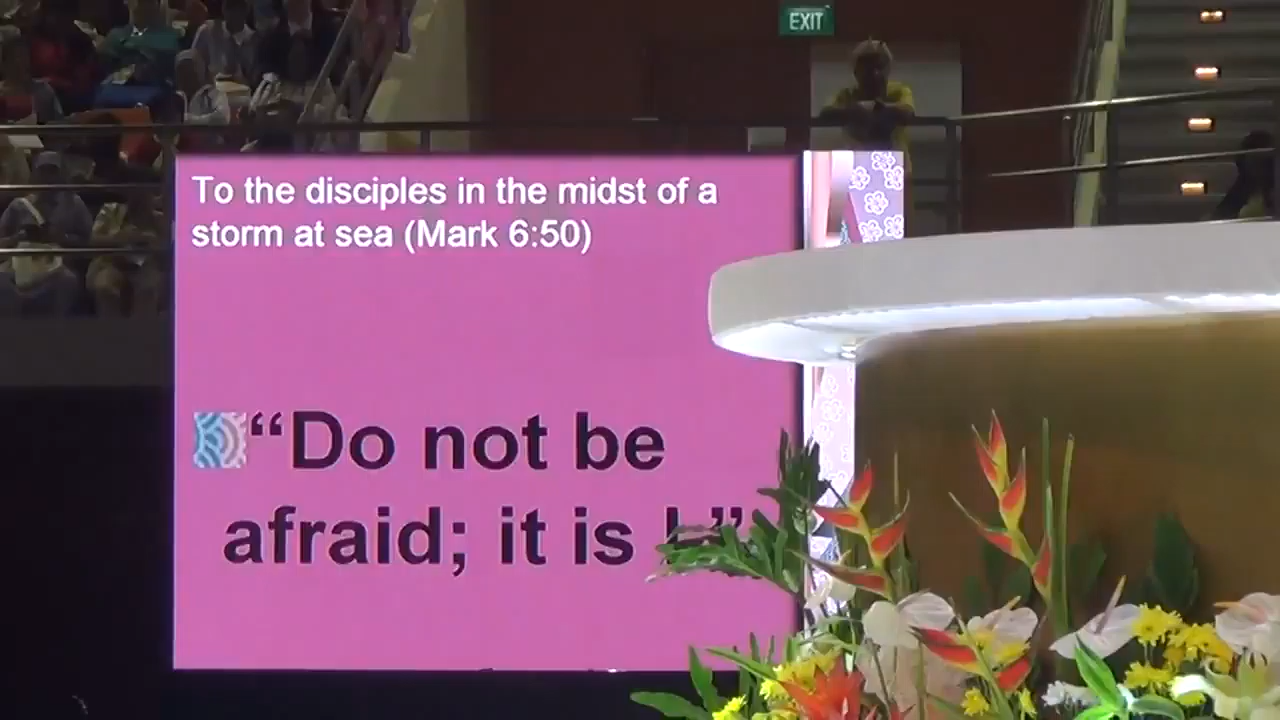 EXIT
To the disciples in the midst of a
storm at sea (Mark 6:50)
“Do not be
afraid; it is I.”